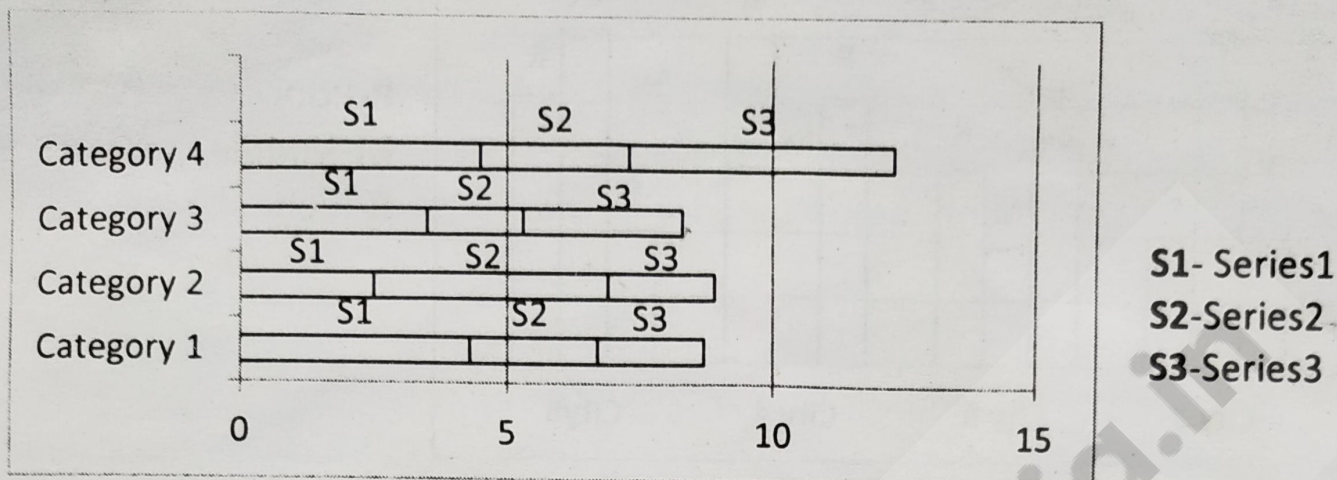 S1 S2 S3
Category 4
S1 S2 S3
Category 3
S1 S2 S3
Category 2
S1 S2 S3
Category 1
0 5 10 15
S1- Series1
S2-Series2
S3-Series3